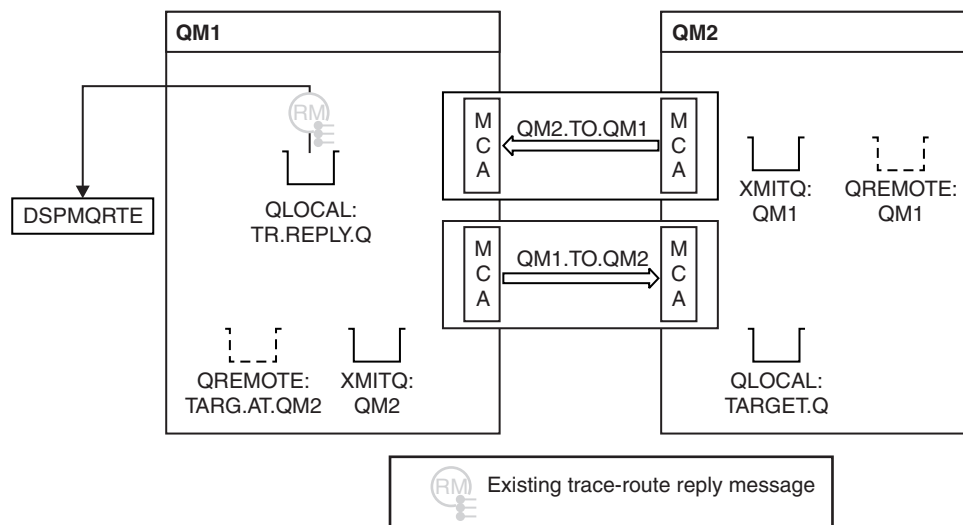 QM1
QM2
RM
M
C
A
QM2.TO.QM1
M
C
A
XMITQ:
QM1
QREMOTE:
QM1
DSPMQRTE
QLOCAL:
TR.REPLY.Q
M
C
A
QM1.TO.QM2
M
C
A
QREMOTE:
TARG.AT.QM2
XMITQ:
QM2
QLOCAL:
TARGET.Q
RM
Existing trace-route reply message